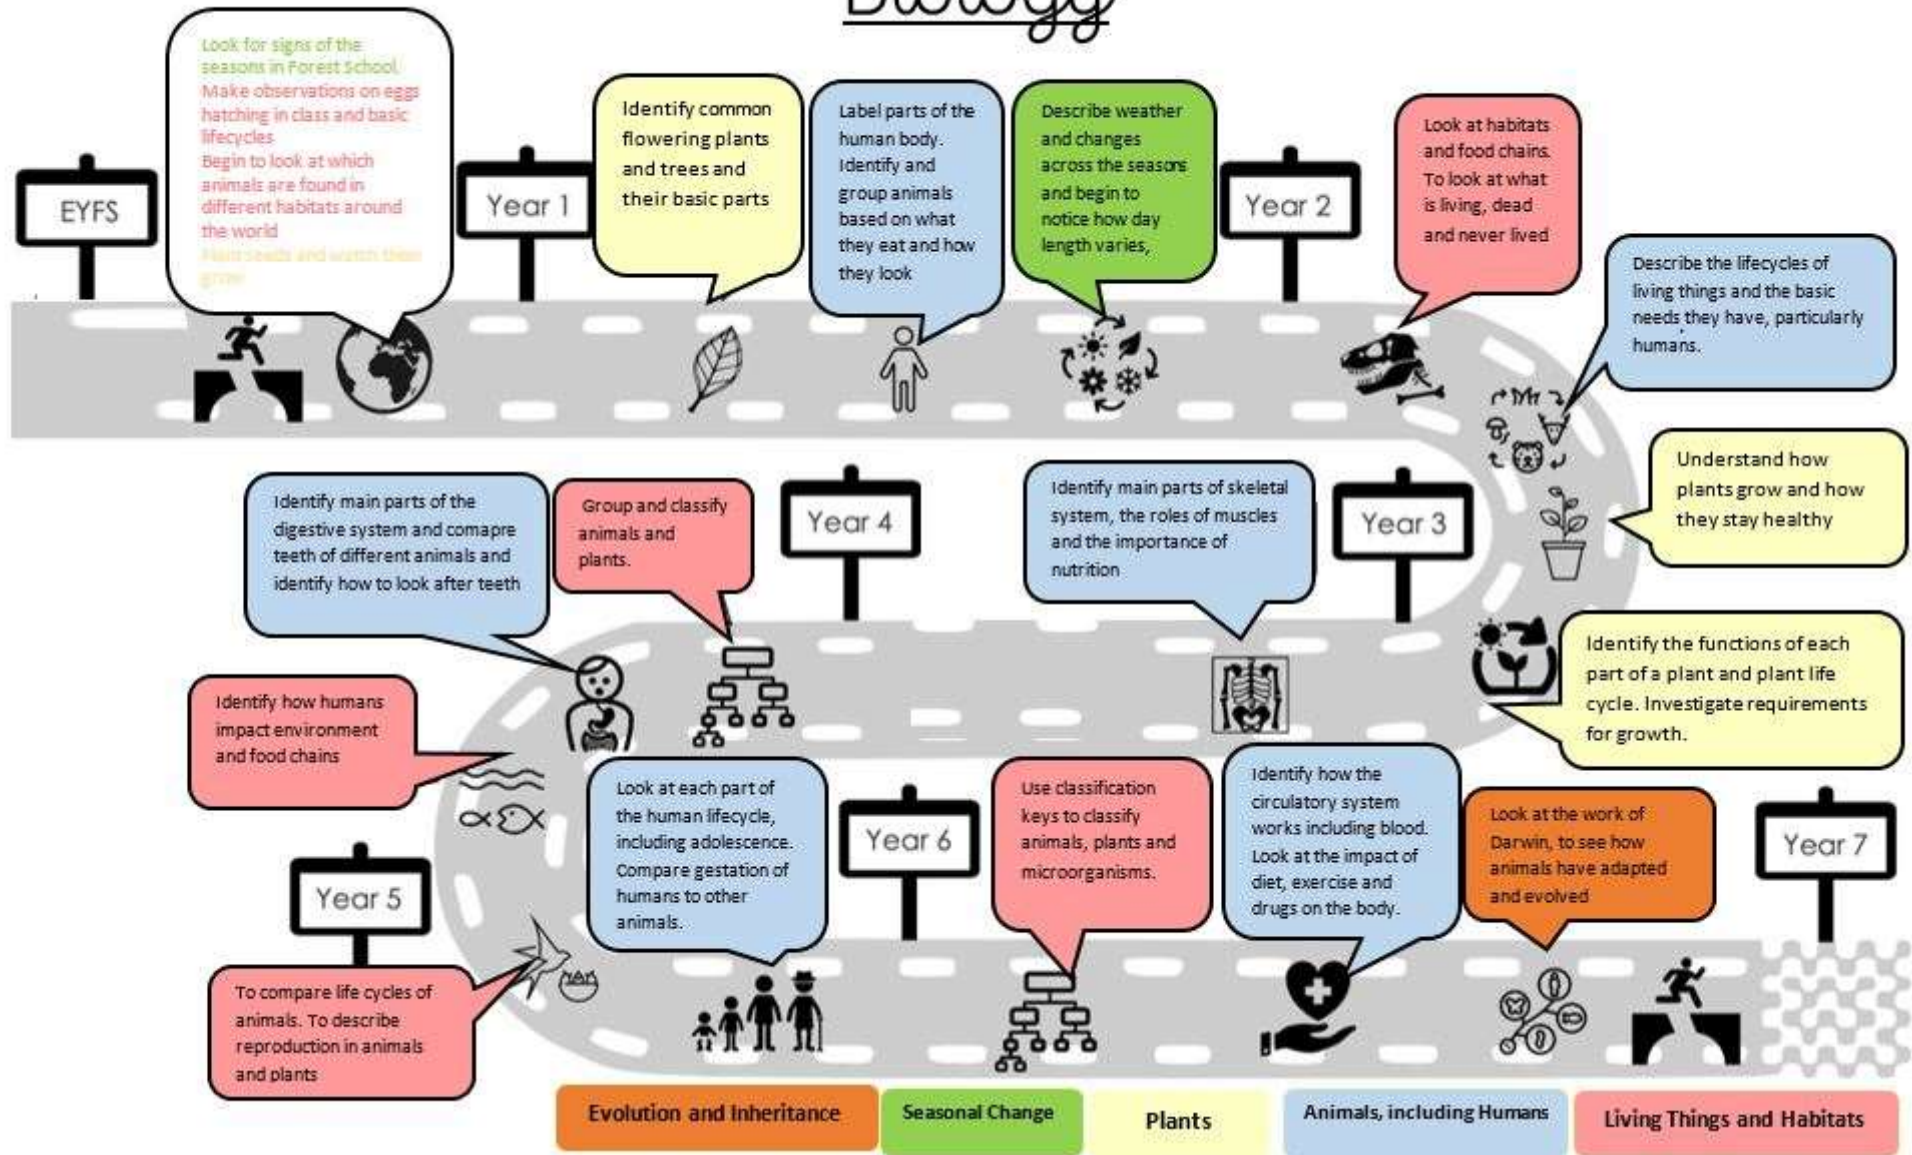 Biology
EYFS
Look for signs of the
seasons in Forest School,
Make observations on eggs
hatching in class and basic
lifecycles
Begin to look at which
animals are found in
different habitats around
the world
Plant seeds and watch them
grow
Year 1
Identify common
flowering plants
and trees and
their basic parts
Label parts of the
human body.
Identify and
group animals
based on what
they eat and how
they look
Describe weather
and changes
across the seasons
and begin to
notice how day
length varies,
Year 2
Look at habitats
and food chains.
To look at what
is living, dead
and never lived
Describe the lifecycles of
living things and the basic
needs they have, particularly
humans.
Understand how
plants grow and how
they stay healthy
Year 3
Identify the functions of each
part of a plant and plant life
cycle. Investigate requirements
for growth.
Identify main parts of skeletal
system, the roles of muscles
and the importance of
nutrition
Year 4
Group and classify
animals and
plants.
Identify main parts of the
digestive system and comapre
teeth of different animals and
identify how to look after teeth
Identify how humans
impact environment
and food chains
Year 5
To compare life cycles of
animals. To describe
reproduction in animals
and plants
Look at each part of
the human lifecycle,
including adolescence.
Compare gestation of
humans to other
animals.
Year 6
Use classification
keys to classify
animals, plants and
microorganisms.
Identify how the
circulatory system
works including blood.
Look at the impact of
diet, exercise and
drugs on the body.
Look at the work of
Darwin, to see how
animals have adapted
and evolved
Year 7
Evolution and Inheritance
Seasonal Change
Plants
Animals, including Humans
Living Things and Habitats